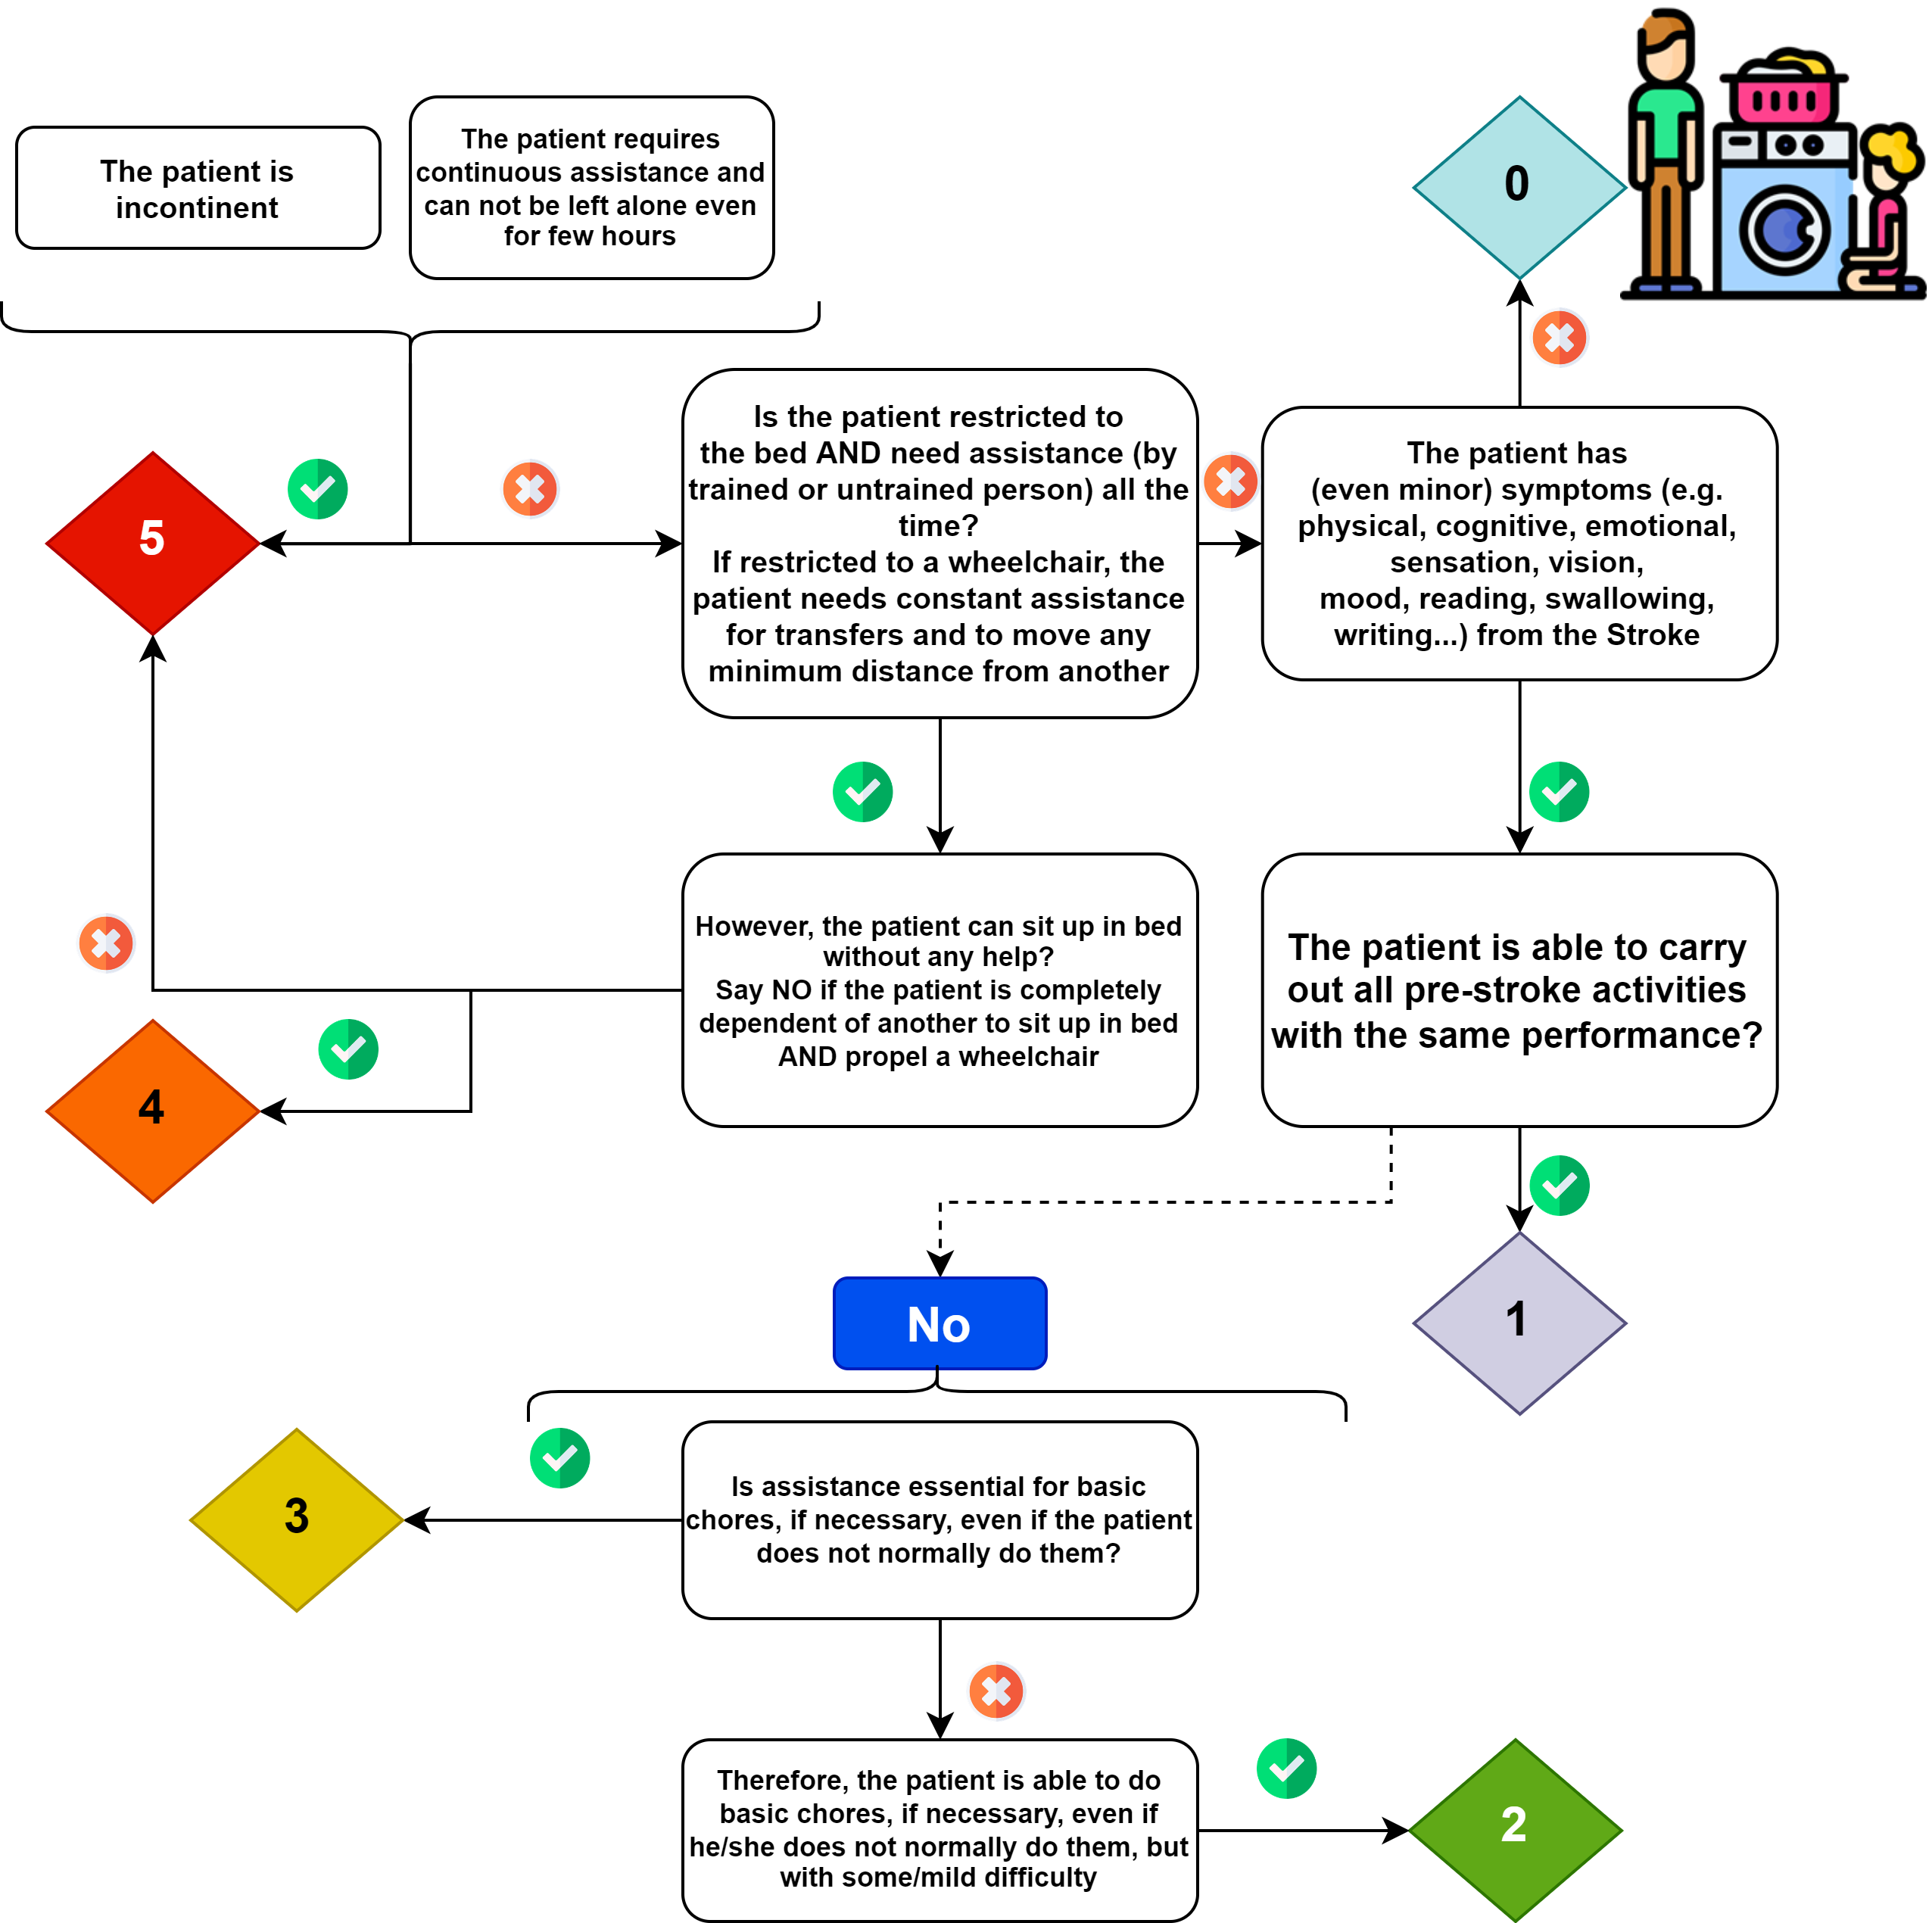 The patient is
incontinent
The patient requires
continuous assistance and
can not be left alone even
for few hours
0
5
Is the patient restricted to
the bed AND need assistance (by
trained or untrained person) all the
time?
If restricted to a wheelchair, the
patient needs constant assistance
for transfers and to move any
minimum distance from another
The patient has
(even minor) symptoms (e.g.
physical, cognitive, emotional,
sensation, vision,
mood, reading, swallowing,
writing...) from the Stroke
However, the patient can sit up in bed
without any help?
Say NO if the patient is completely
dependent of another to sit up in bed
AND propel a wheelchair
The patient is able to carry
out all pre-stroke activities
with the same performance?
4
No
1
3
Is assistance essential for basic
chores, if necessary, even if the patient
does not normally do them?
Therefore, the patient is able to do
basic chores, if necessary, even if
he/she does not normally do them, but
with some/mild difficulty
2